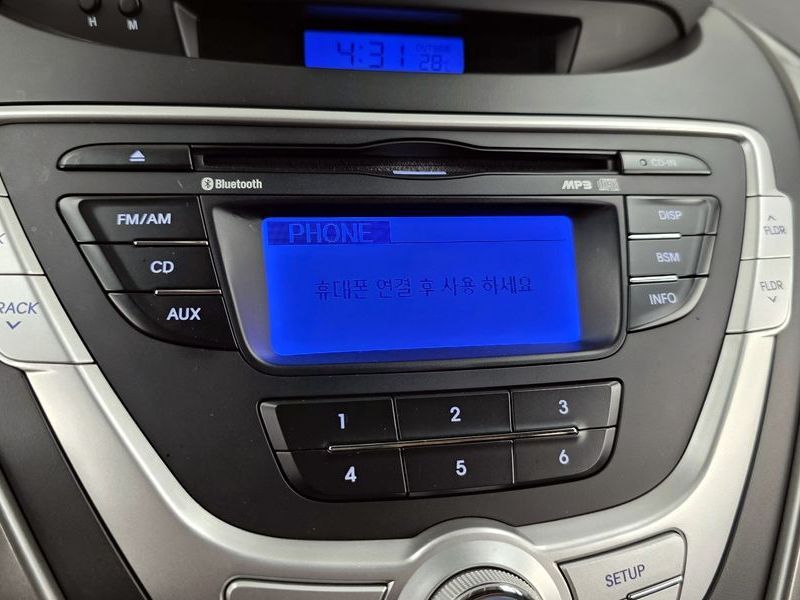 H M
4:31 OUTSIDE 28°c
CD-IN
Bluetooth MP3
FM/AM
CD
AUX
PHONE
휴대폰 연결 후 사용 하세요
DISP
BSM
INFO
FLDR
FLDR
RACK
1 2 3
4 5 6
SETUP